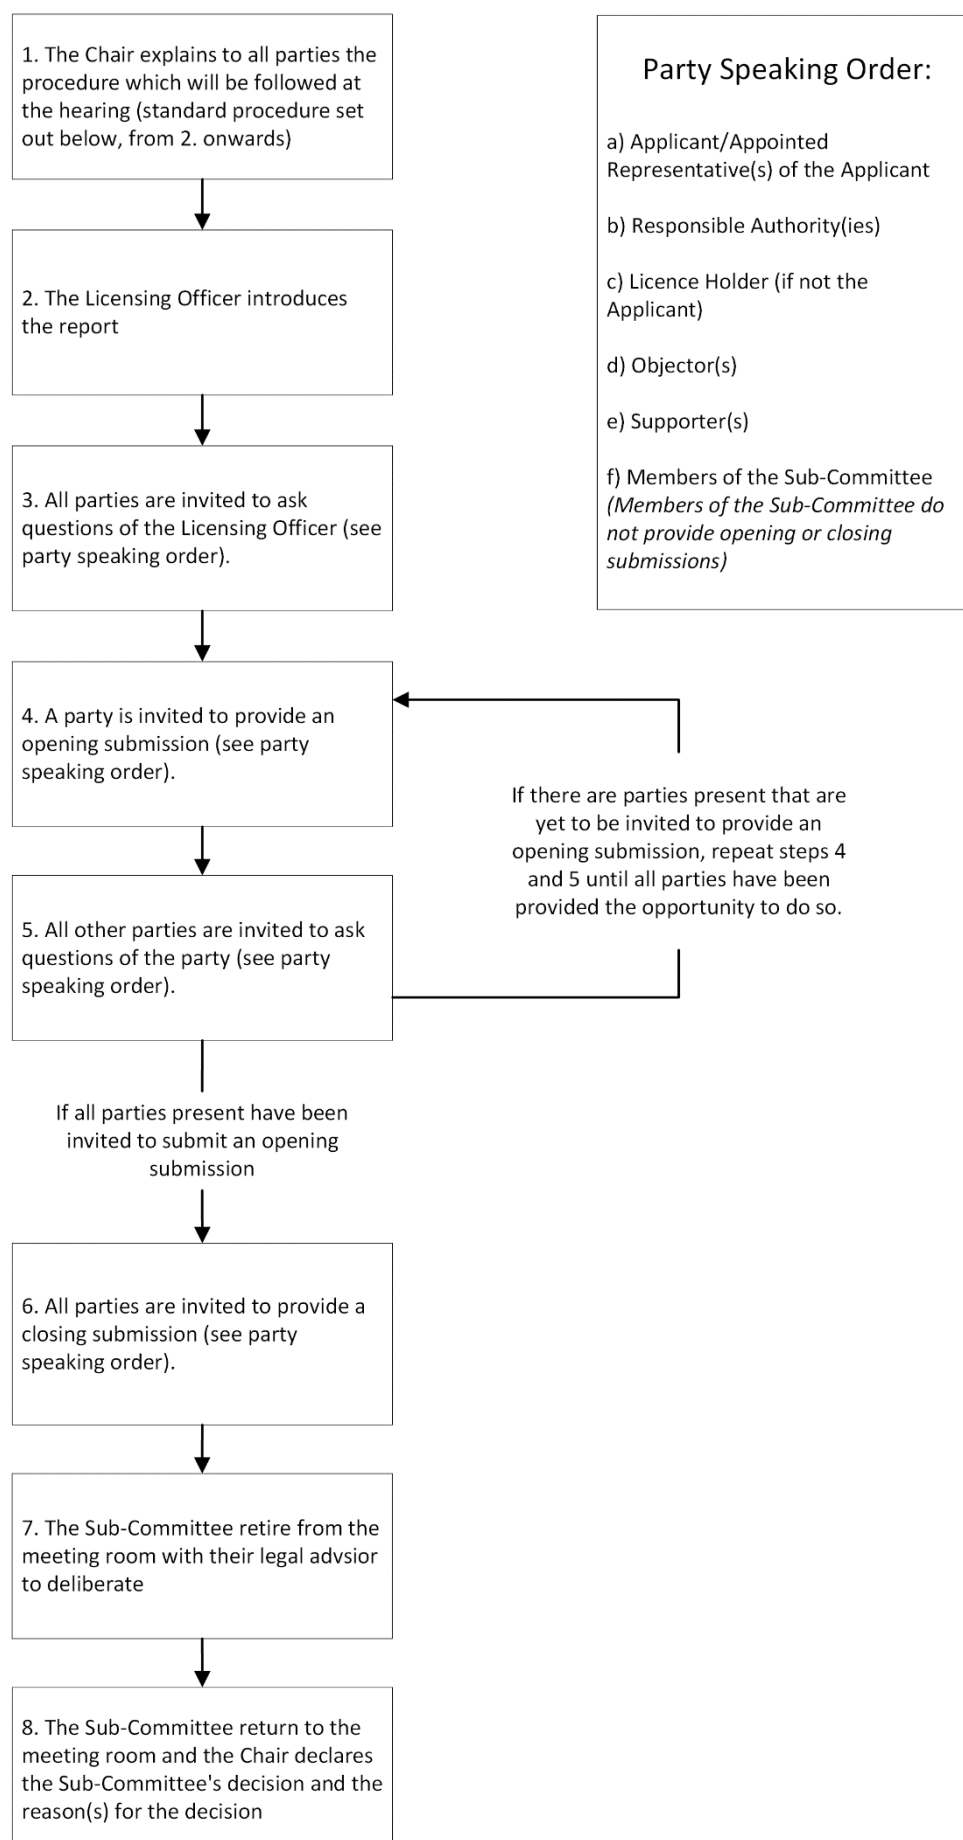 1. The Chair explains to all parties the
procedure which will be followed at
the hearing (standard procedure set
out below, from 2. onwards)
2. The Licensing Officer introduces
the report
3. All parties are invited to ask
questions of the Licensing Officer (see
party speaking order).
4. A party is invited to provide an
opening submission (see party
speaking order).
5. All other parties are invited to ask
questions of the party (see party
speaking order).
If there are parties present that are
yet to be invited to provide an
opening submission, repeat steps 4
and 5 until all parties have been
provided the opportunity to do so.
If all parties present have been
invited to submit an opening
submission
6. All parties are invited to provide a
closing submission (see party
speaking order).
7. The Sub-Committee retire from the
meeting room with their legal advsior
to deliberate
8. The Sub-Committee return to the
meeting room and the Chair declares
the Sub-Committee's decision and the
reason(s) for the decision
Party Speaking Order:
a) Applicant/Appointed
Representative(s) of the Applicant
b) Responsible Authority(ies)
c) Licence Holder (if not the
Applicant)
d) Objector(s)
e) Supporter(s)
f) Members of the Sub-Committee
(Members of the Sub-Committee do
not provide opening or closing
submissions)